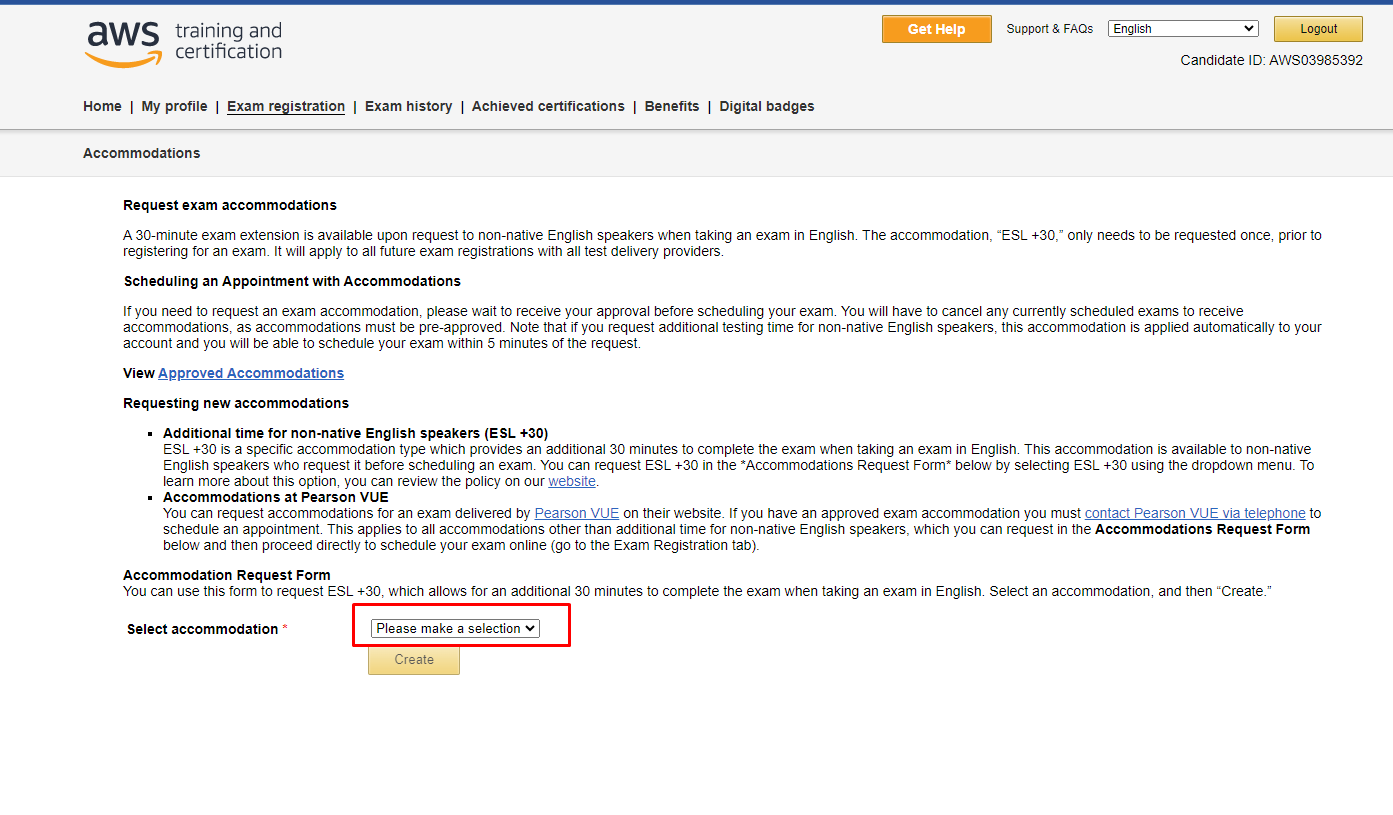 aws training and certification
Get Help
Support & FAQs
English
Logout
Candidate ID: AWS03985392
Home | My profile | Exam registration | Exam history | Achieved certifications | Benefits | Digital badges
Accommodations
Request exam accommodations
A 30-minute exam extension is available upon request to non-native English speakers when taking an exam in English. The accommodation, “ESL +30,” only needs to be requested once, prior to
registering for an exam. It will apply to all future exam registrations with all test delivery providers.
Scheduling an Appointment with Accommodations
If you need to request an exam accommodation, please wait to receive your approval before scheduling your exam. You will have to cancel any currently scheduled exams to receive
accommodations, as accommodations must be pre-approved. Note that if you request additional testing time for non-native English speakers, this accommodation is applied automatically to your
account and you will be able to schedule your exam within 5 minutes of the request.
View Approved Accommodations
Requesting new accommodations
Additional time for non-native English speakers (ESL +30)
ESL +30 is a specific accommodation type which provides an additional 30 minutes to complete the exam when taking an exam in English. This accommodation is available to non-native
English speakers who request it before scheduling an exam. You can request ESL +30 in the *Accommodations Request Form* below by selecting ESL +30 using the dropdown menu. To
learn more about this option, you can review the policy on our website.
Accommodations at Pearson VUE
You can request accommodations for an exam delivered by Pearson VUE on their website. If you have an approved exam accommodation you must contact Pearson VUE via telephone to
schedule an appointment. This applies to all accommodations other than additional time for non-native English speakers, which you can request in the Accommodations Request Form
below and then proceed directly to schedule your exam online (go to the Exam Registration tab).
Accommodation Request Form
You can use this form to request ESL +30, which allows for an additional 30 minutes to complete the exam when taking an exam in English. Select an accommodation, and then “Create.”
Select accommodation *
Please make a selection
Create